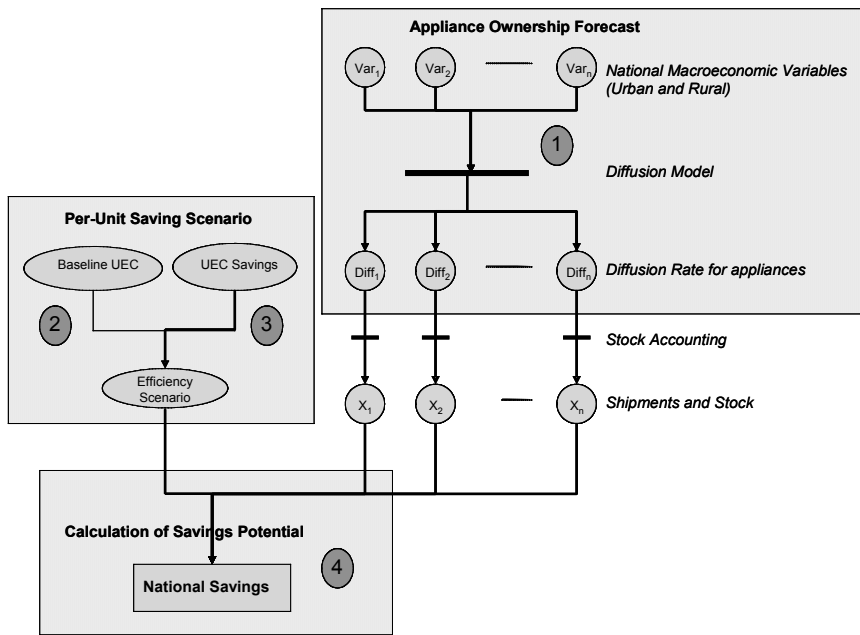 Appliance Ownership Forecast
Var₁
Var₂
Varₙ
National Macroeconomic Variables
(Urban and Rural)
1
Diffusion Model
Per-Unit Saving Scenario
Baseline UEC
UEC Savings
Diff₁
Diff₂
Diffₙ
Diffusion Rate for appliances
2
3
Stock Accounting
Efficiency
Scenario
X₁
X₂
Xₙ
Shipments and Stock
Calculation of Savings Potential
4
National Savings